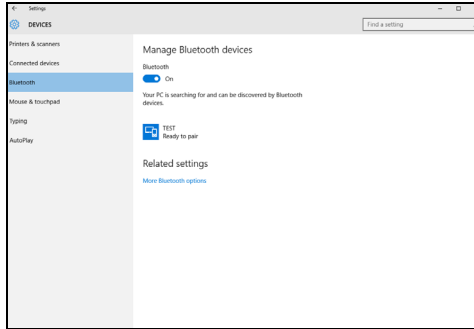 Settings
DEVICES
Find a setting
Printers & scanners
Connected devices
Bluetooth
Mouse & touchpad
Typing
AutoPlay
Manage Bluetooth devices
Bluetooth
On
Your PC is searching for and can be discovered by Bluetooth
devices.
TEST
Ready to pair
Related settings
More Bluetooth options